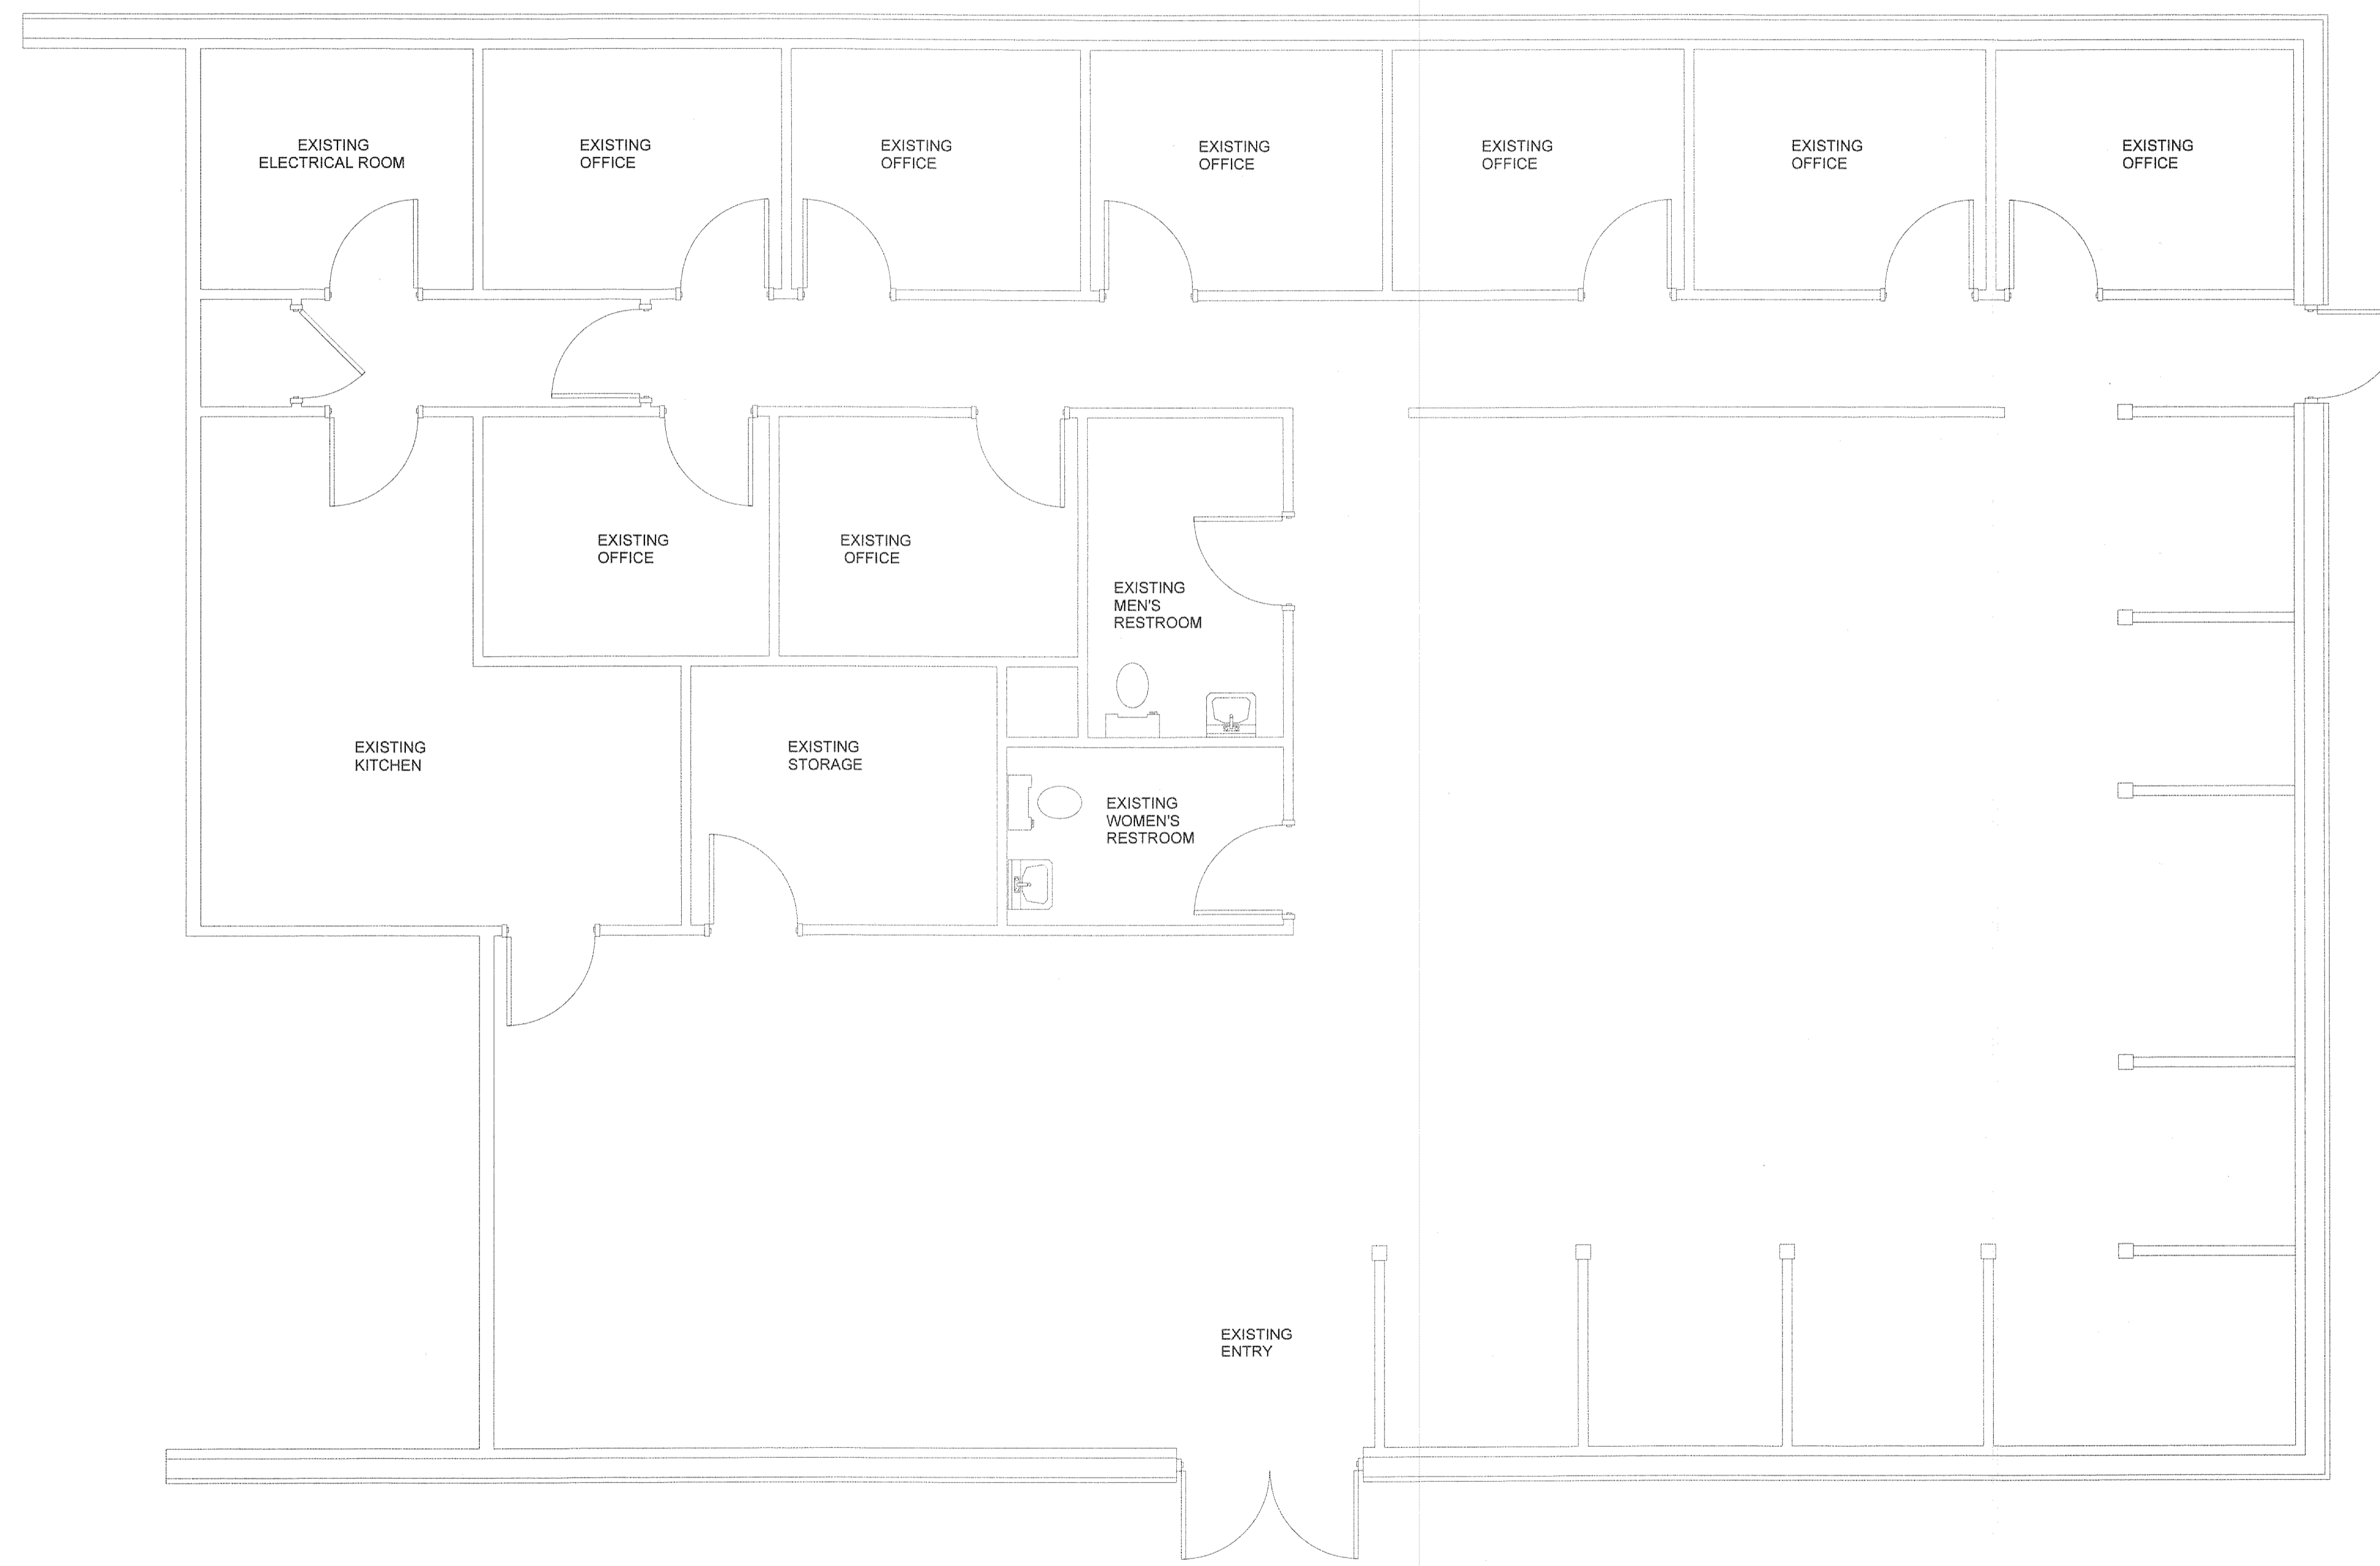 EXISTING
ELECTRICAL ROOM
EXISTING
OFFICE
EXISTING
OFFICE
EXISTING
OFFICE
EXISTING
OFFICE
EXISTING
OFFICE
EXISTING
OFFICE
EXISTING
OFFICE
EXISTING
OFFICE
EXISTING
MEN'S
RESTROOM
EXISTING
KITCHEN
EXISTING
STORAGE
EXISTING
WOMEN'S
RESTROOM
EXISTING
ENTRY